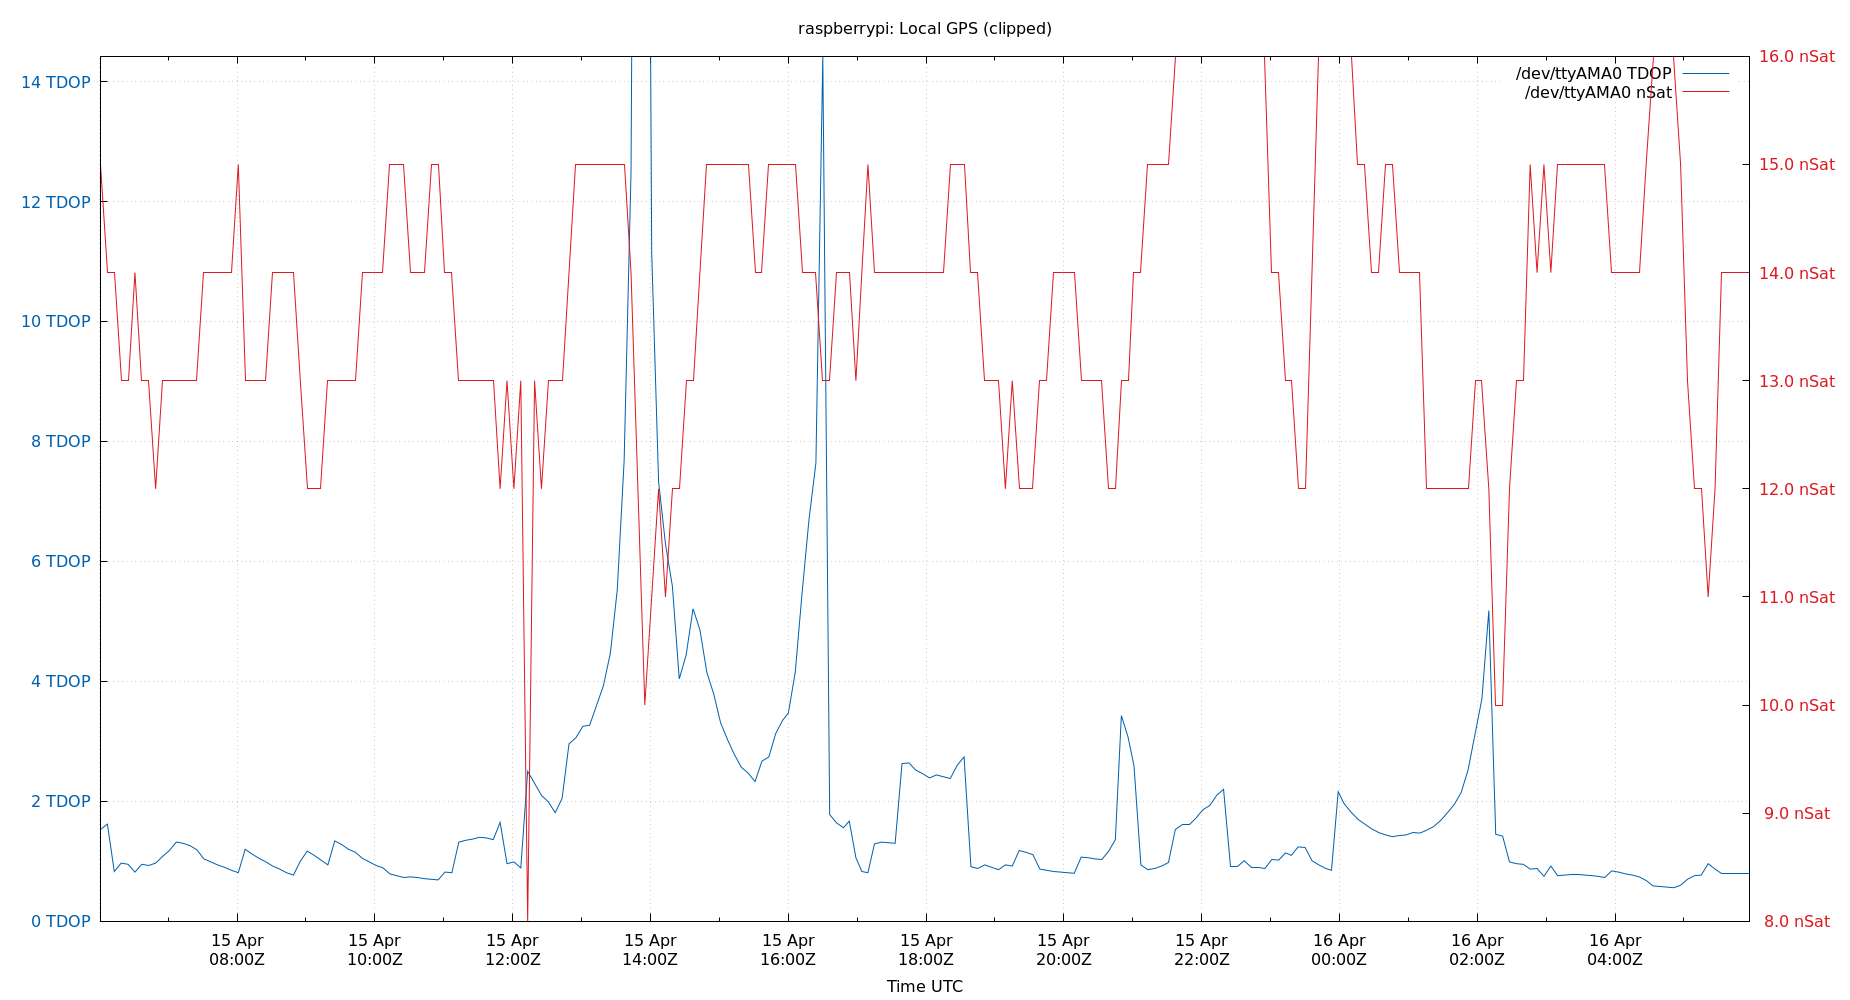 raspberrypi: Local GPS (clipped)
16.0 nSat
/dev/ttyAMA0 TDOP
14 TDOP
/dev/ttyAMA0 nSat
15.0 nSat
12 TDOP
14.0 nSat
10 TDOP
13.0 nSat
8 TDOP
12.0 nSat
6 TDOP
11.0 nSat
4 TDOP
10.0 nSat
2 TDOP
9.0 nSat
0 TDOP
8.0 nSat
15 Apr 15 Apr 15 Apr 15 Apr 15 Apr 15 Apr 15 Apr 15 Apr 16 Apr 16 Apr 16 Apr
08:00Z 10:00Z 12:00Z 14:00Z 16:00Z 18:00Z 20:00Z 22:00Z 00:00Z 02:00Z 04:00Z
Time UTC